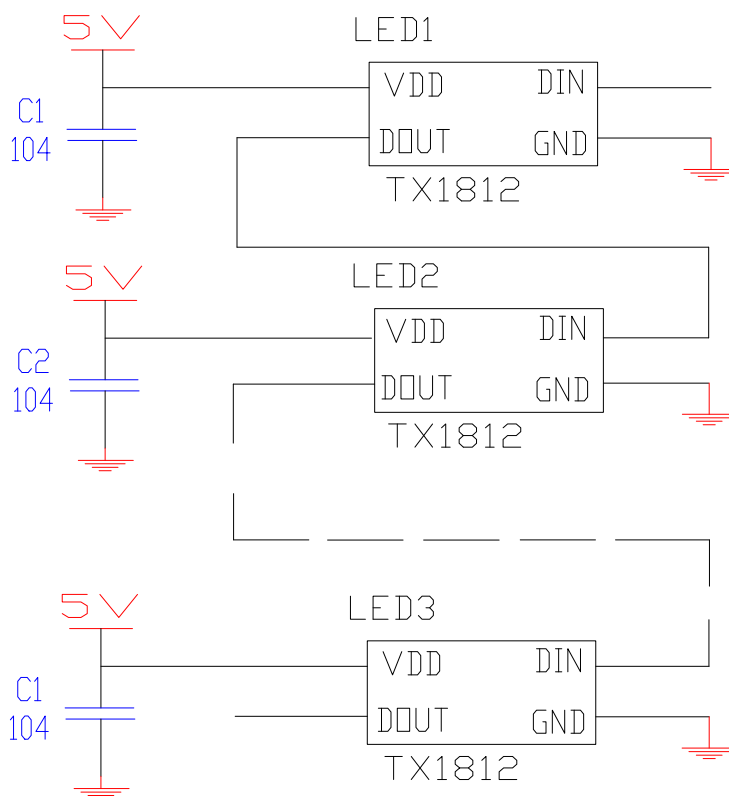 5V
LED1
VDD DIN
C1
104
DOUT GND
TX1812
5V
LED2
VDD DIN
C2
104
DOUT GND
TX1812
5V
LED3
VDD DIN
C1
104
DOUT GND
TX1812